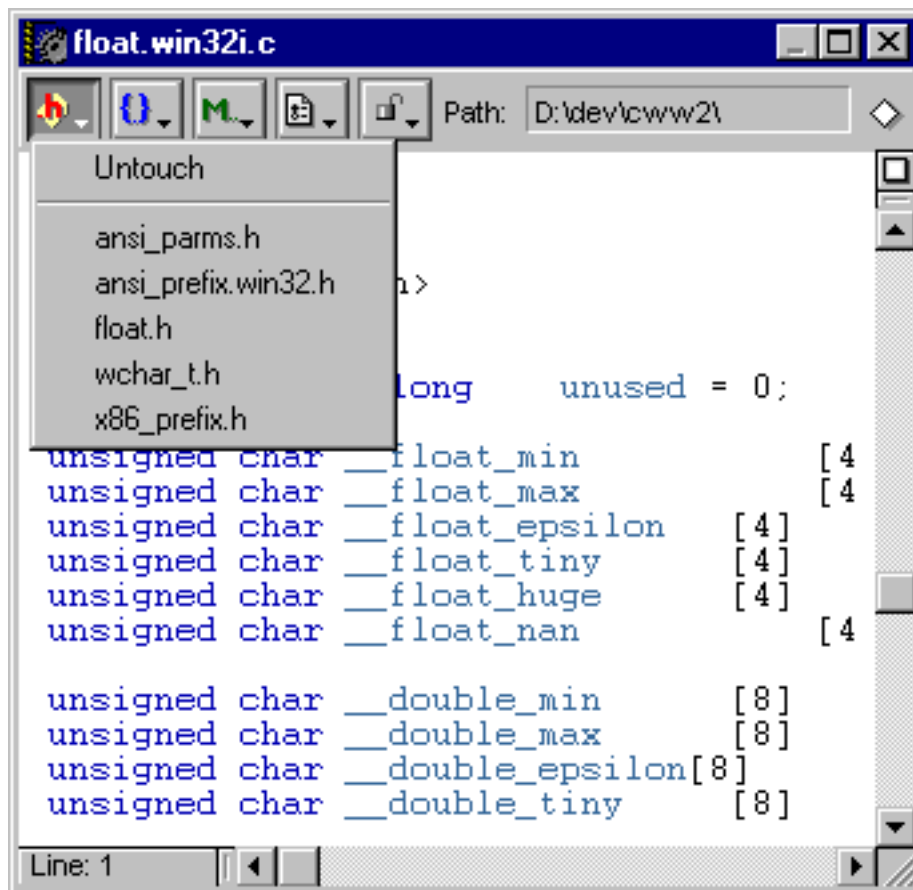 float.win32i.c
h. {}. M... Path: D:\dev\cww2\
Untouch
ansi_parms.h
ansi_prefix.win32.h h>
float.h
wchar_t.h
long unused = 0;
x86_prefix.h
unsigned char __float_min [4
unsigned char __float_max [4
unsigned char __float_epsilon [4]
unsigned char __float_tiny [4]
unsigned char __float_huge [4]
unsigned char __float_nan [4
unsigned char __double_min [8]
unsigned char __double_max [8]
unsigned char __double_epsilon[8]
unsigned char __double_tiny [8]
Line: 1